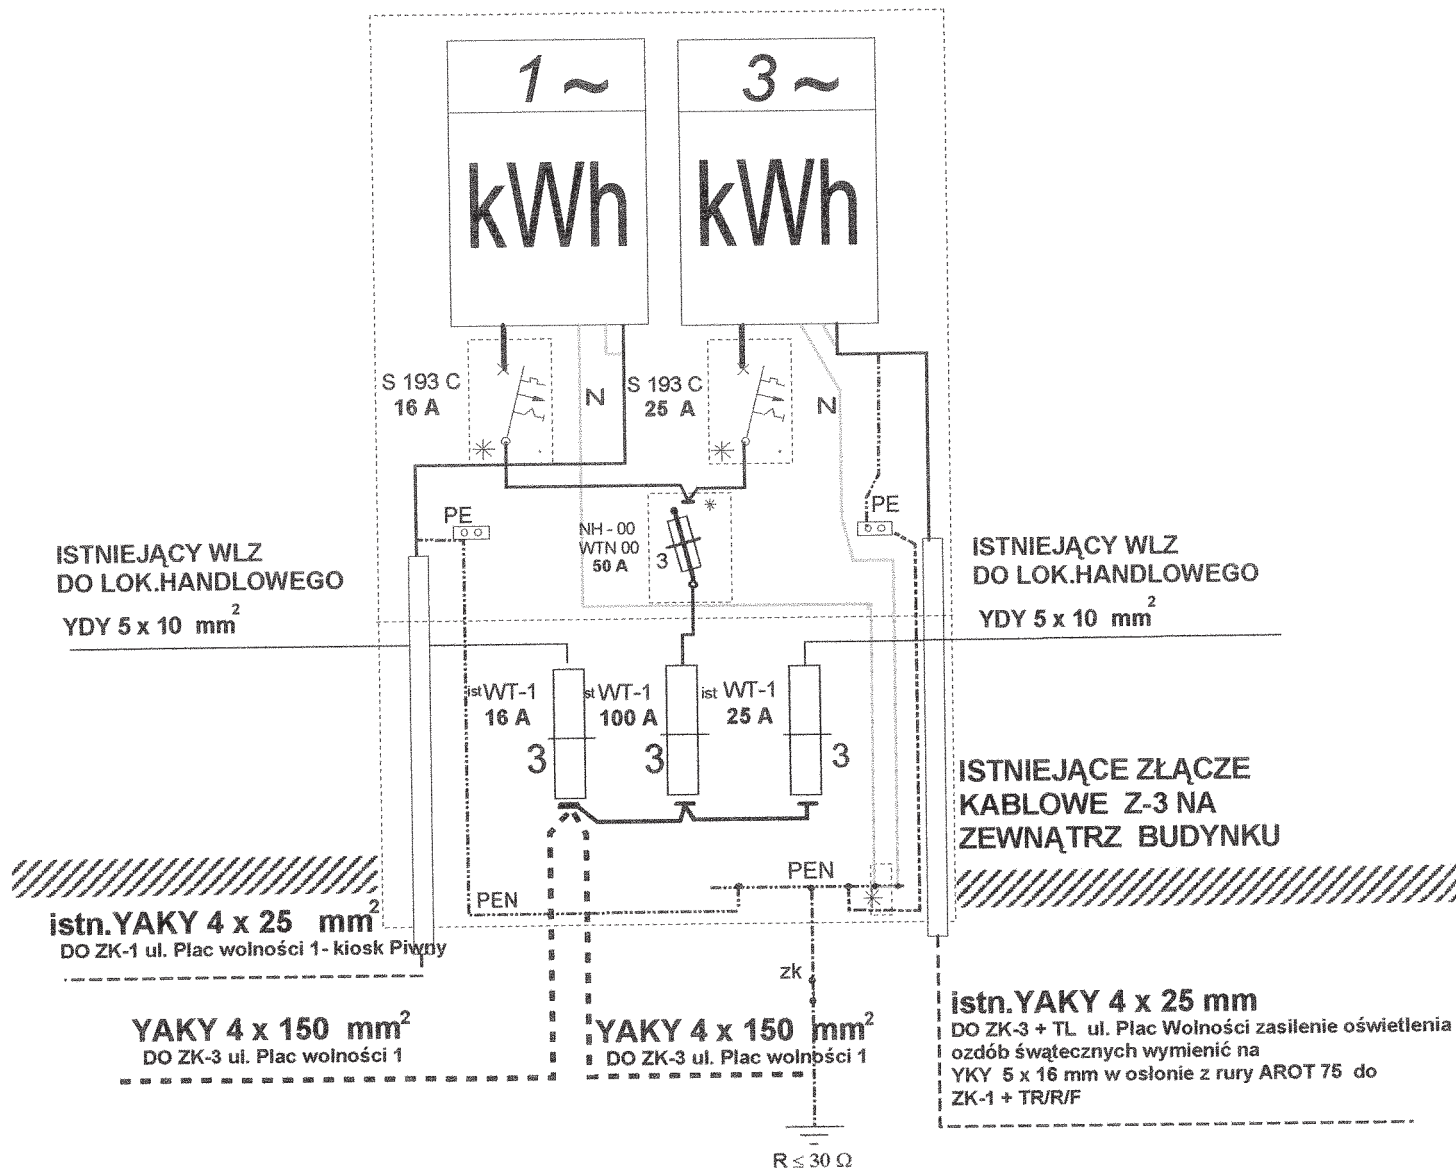 1 ~
3 ~
kWh
kWh
S 193 C
16 A
N
S 193 C
25 A
N
PE
PE
NH - 00
WTN 00
50 A
3
ISTNIEJĄCY WLZ
DO LOK.HANDLOWEGO
YDY 5 x 10 mm²
ISTNIEJĄCY WLZ
DO LOK.HANDLOWEGO
YDY 5 x 10 mm²
ist WT-1
16 A
3
st WT-1
100 A
3
ist WT-1
25 A
3
ISTNIEJĄCE ZŁĄCZE
KABLOWE Z-3 NA
ZEWNĄTRZ BUDYNKU
PEN
PEN
istn.YAKY 4 x 25 mm²
DO ZK-1 ul. Plac wolności 1- kiosk Piwny
zk
YAKY 4 x 150 mm²
DO ZK-3 ul. Plac wolności 1
YAKY 4 x 150 mm²
DO ZK-3 ul. Plac wolności 1
istn.YAKY 4 x 25 mm
DO ZK-3 + TL ul. Plac Wolności zasilenie oświetlenia
ozdób śwątecznych wymienić na
YKY 5 x 16 mm w osłonie z rury AROT 75 do
ZK-1 + TR/R/F
R ≤ 30 Ω